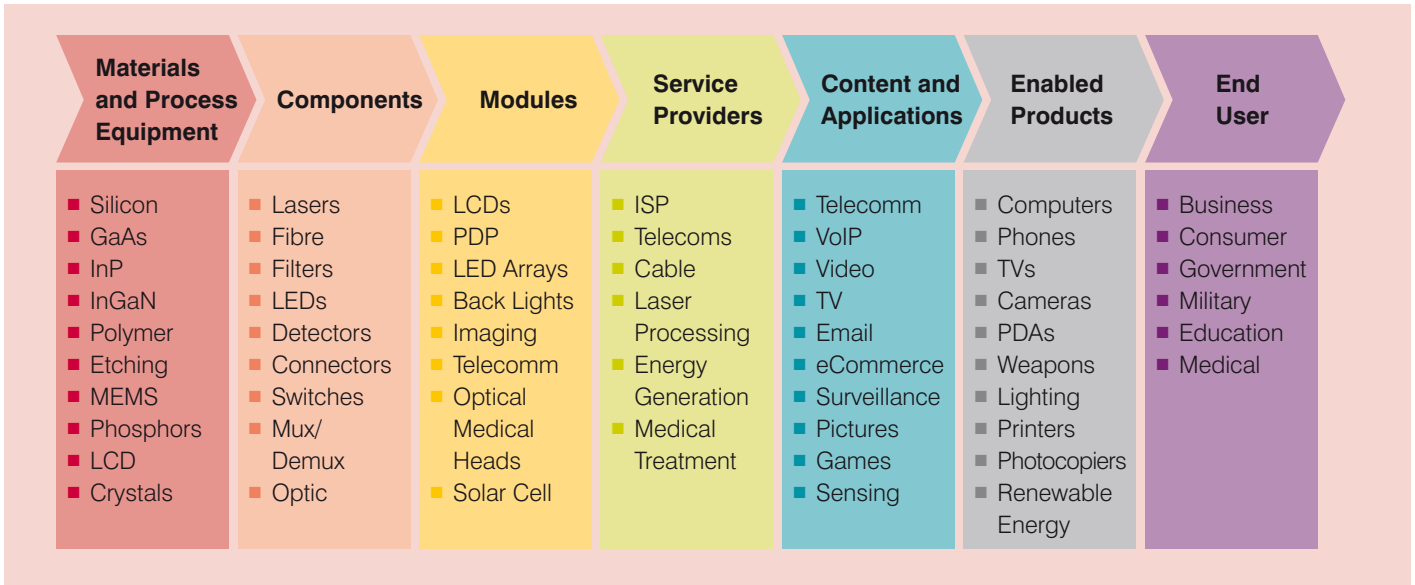 Materials
and Process
Equipment
Components
Modules
Service
Providers
Content and
Applications
Enabled
Products
End
User
Silicon
GaAs
InP
InGaN
Polymer
Etching
MEMS
Phosphors
LCD
Crystals
Lasers
Fibre
Filters
LEDs
Detectors
Connectors
Switches
Mux/
Demux
Optic
LCDs
PDP
LED Arrays
Back Lights
Imaging
Telecomm
Optical
Medical
Heads
Solar Cell
ISP
Telecoms
Cable
Laser
Processing
Energy
Generation
Medical
Treatment
Telecomm
VoIP
Video
TV
Email
eCommerce
Surveillance
Pictures
Games
Sensing
Computers
Phones
TVs
Cameras
PDAs
Weapons
Lighting
Printers
Photocopiers
Renewable
Energy
Business
Consumer
Government
Military
Education
Medical